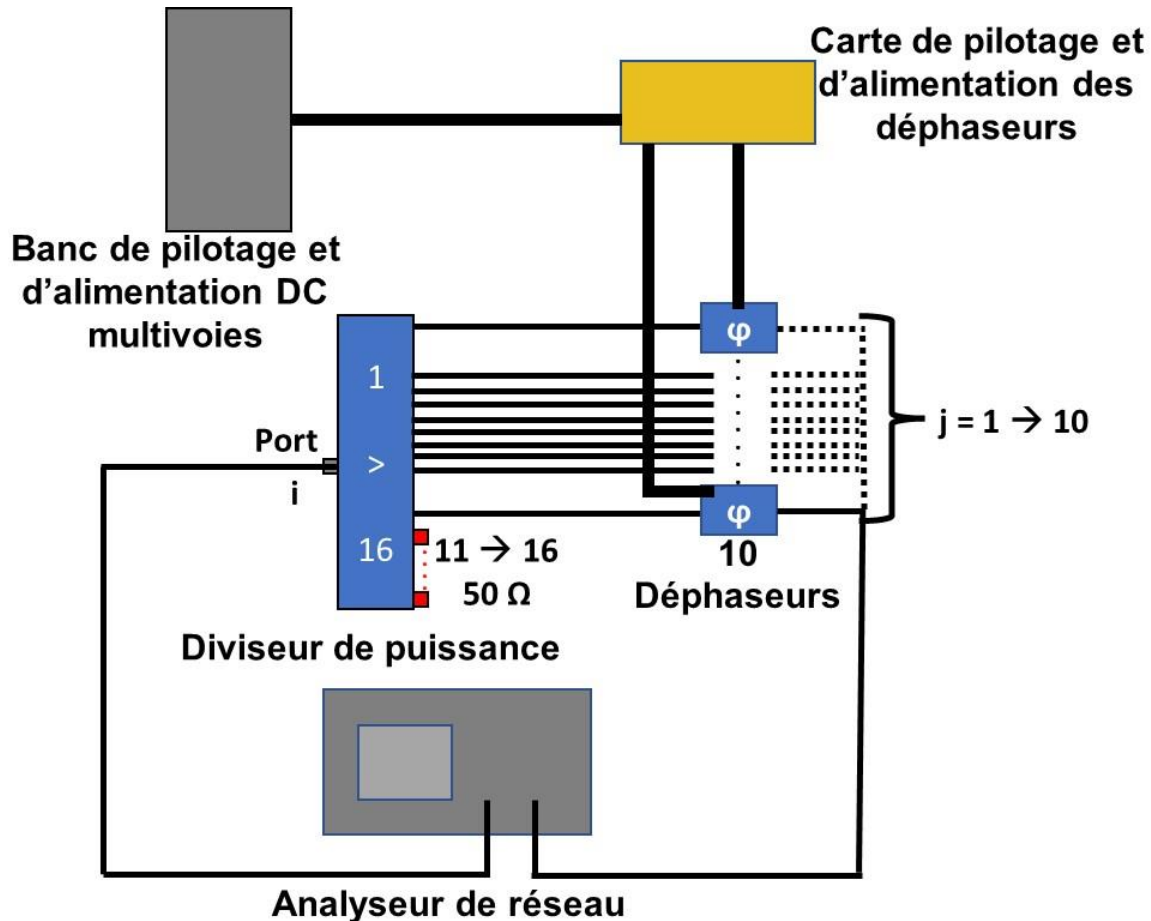 Carte de pilotage et
d’alimentation des
déphaseurs
Banc de pilotage et
d’alimentation DC
multivoies
φ
1
Port
>
i
j = 1 → 10
φ
16
11 → 16
50 Ω
10
Déphaseurs
Diviseur de puissance
Analyseur de réseau